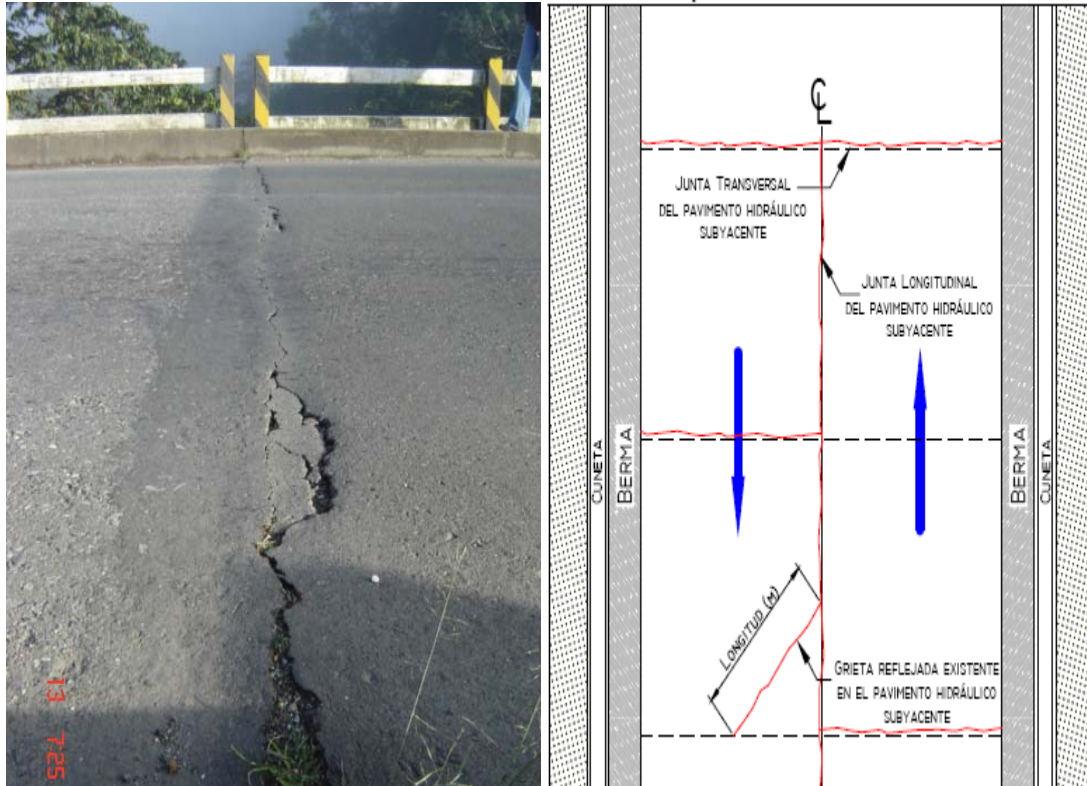 13 7:25
CL
JUNTA TRANSVERSAL
DEL PAVIMENTO HIDRÁULICO
SUBYACENTE
JUNTA LONGITUDINAL
DEL PAVIMENTO HIDRÁULICO
SUBYACENTE
CUNETA
BERMA
BERMA
CUNETA
LONGITUD (M)
GRIETA REFLEJADA EXISTENTE
EN EL PAVIMENTO HIDRÁULICO
SUBYACENTE